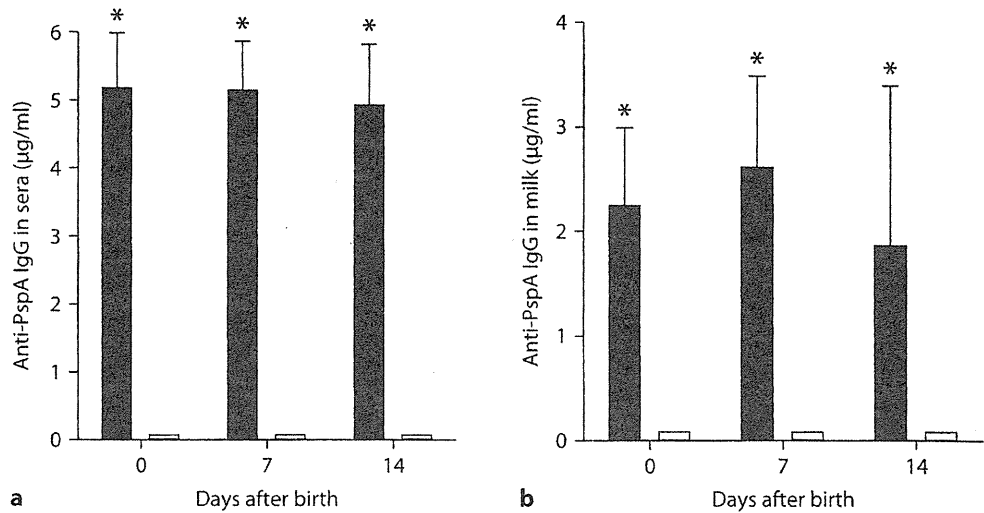 Anti-PspA IgG in sera (µg/ml)
6
5
4
3
2
1
0
* * *
0 7 14
Days after birth
a
Anti-PspA IgG in milk (µg/ml)
4
3
2
1
0
* * *
0 7 14
Days after birth
b